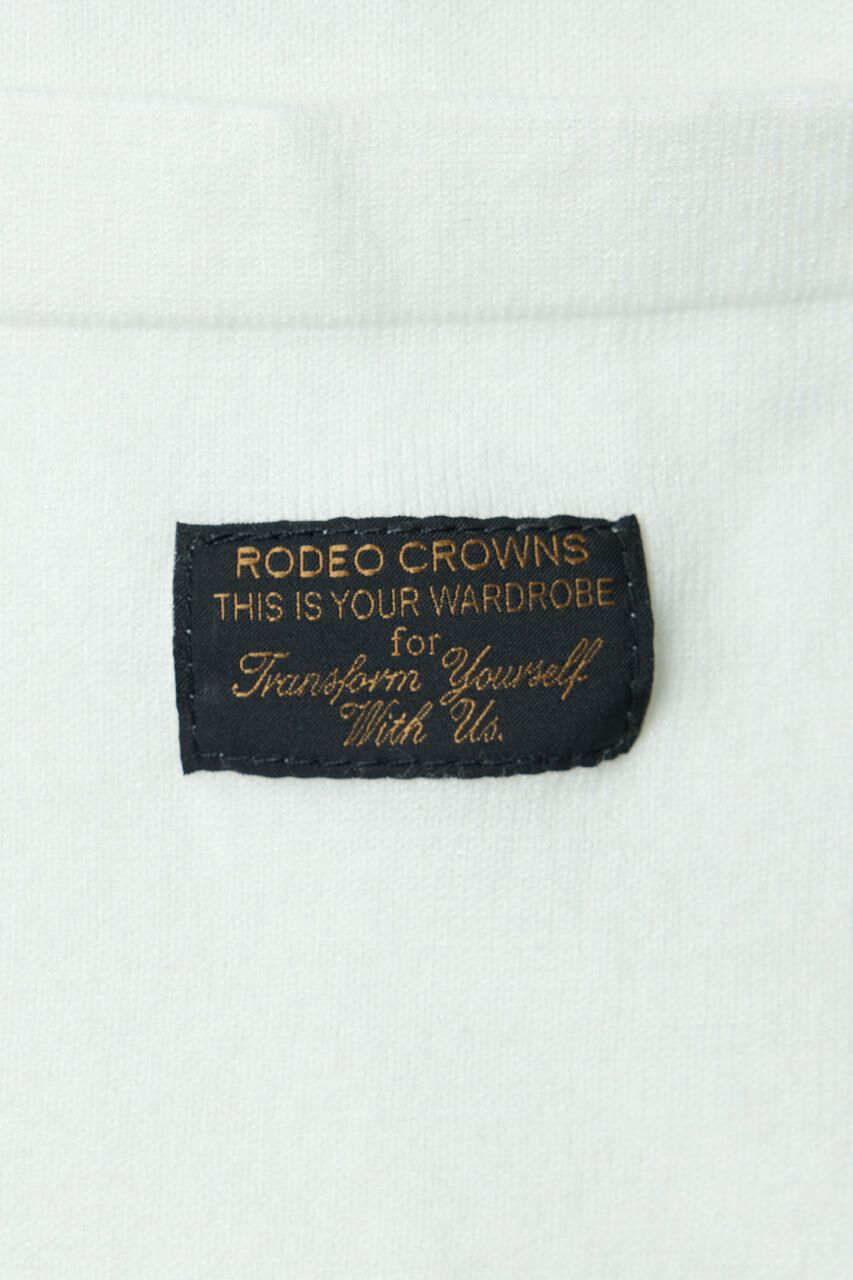 RODEO CROWNS
THIS IS YOUR WARDROBE
for
Transform Yourself
With Us.